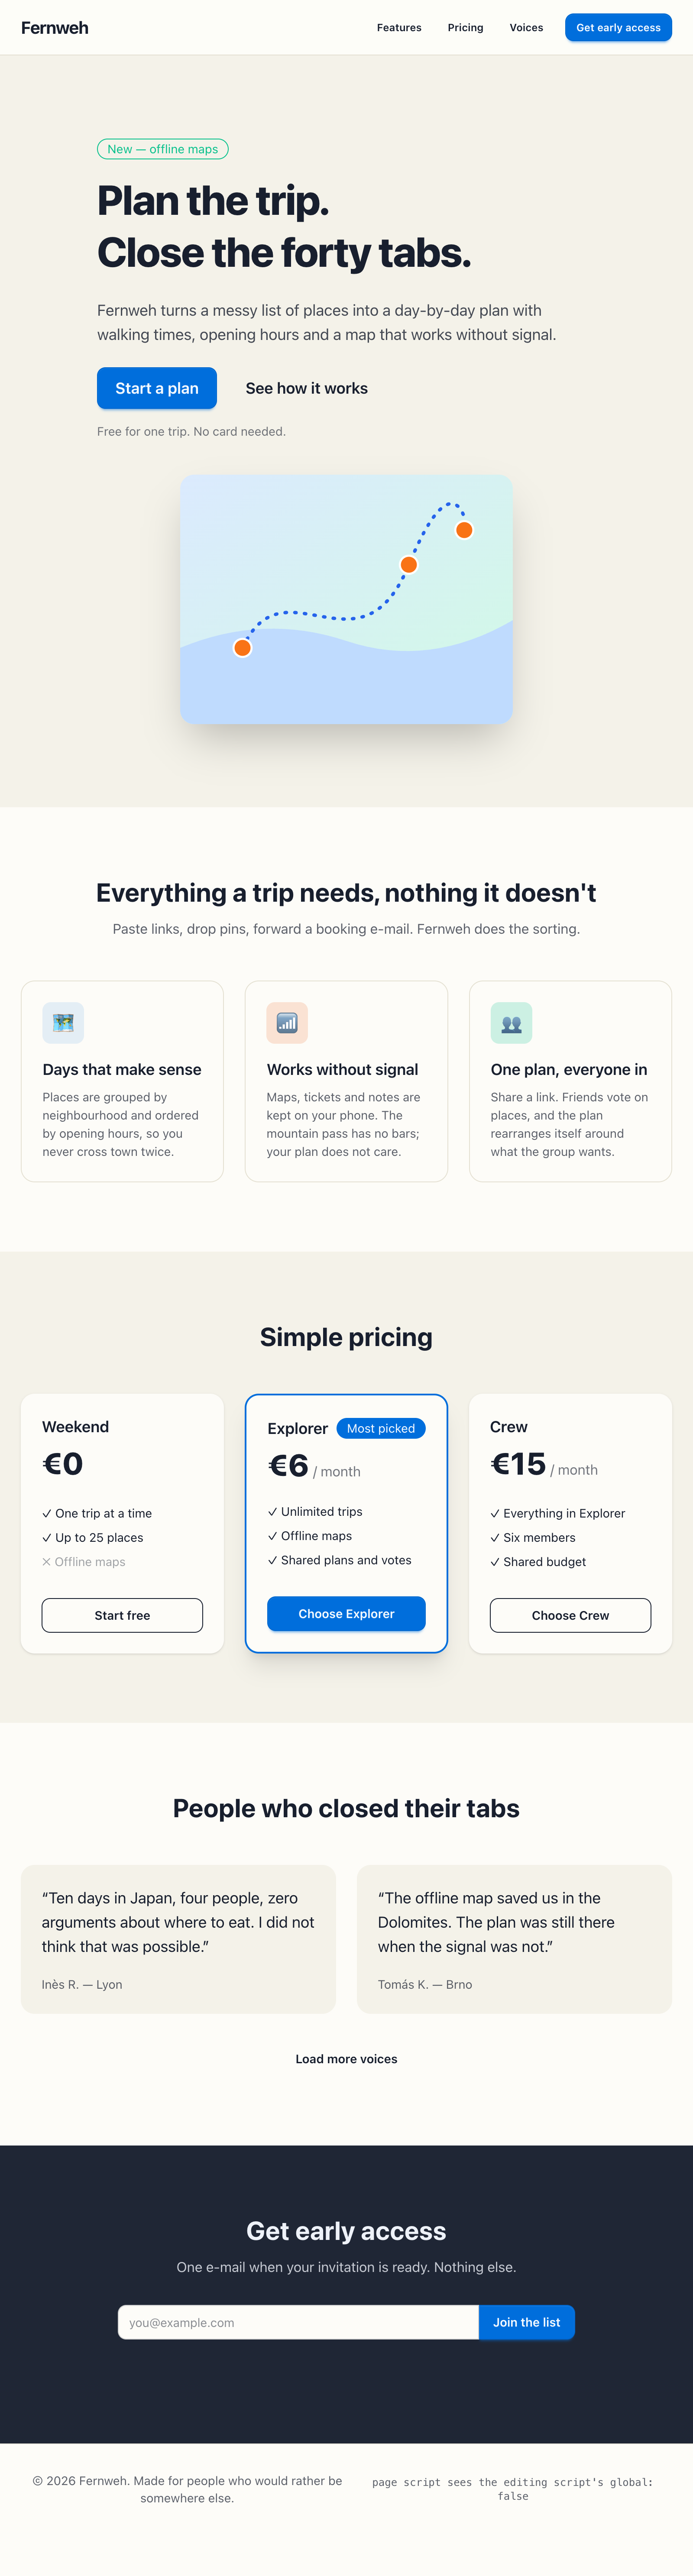 Fernweh
Features
Pricing
Voices
Get early access
New — offline maps
Plan the trip.
Close the forty tabs.
Fernweh turns a messy list of places into a day-by-day plan with
walking times, opening hours and a map that works without signal.
Start a plan
See how it works
Free for one trip. No card needed.
Everything a trip needs, nothing it doesn't
Paste links, drop pins, forward a booking e-mail. Fernweh does the sorting.
Days that make sense
Places are grouped by
neighbourhood and ordered
by opening hours, so you
never cross town twice.
Works without signal
Maps, tickets and notes are
kept on your phone. The
mountain pass has no bars;
your plan does not care.
One plan, everyone in
Share a link. Friends vote on
places, and the plan
rearranges itself around
what the group wants.
Simple pricing
Weekend
€0
✓ One trip at a time
✓ Up to 25 places
✕ Offline maps
Start free
Explorer
Most picked
€6 / month
✓ Unlimited trips
✓ Offline maps
✓ Shared plans and votes
Choose Explorer
Crew
€15 / month
✓ Everything in Explorer
✓ Six members
✓ Shared budget
Choose Crew
People who closed their tabs
“Ten days in Japan, four people, zero
arguments about where to eat. I did not
think that was possible.”
Inès R. — Lyon
“The offline map saved us in the
Dolomites. The plan was still there
when the signal was not.”
Tomás K. — Brno
Load more voices
Get early access
One e-mail when your invitation is ready. Nothing else.
you@example.com
Join the list
© 2026 Fernweh. Made for people who would rather be
somewhere else.
page script sees the editing script's global:
false